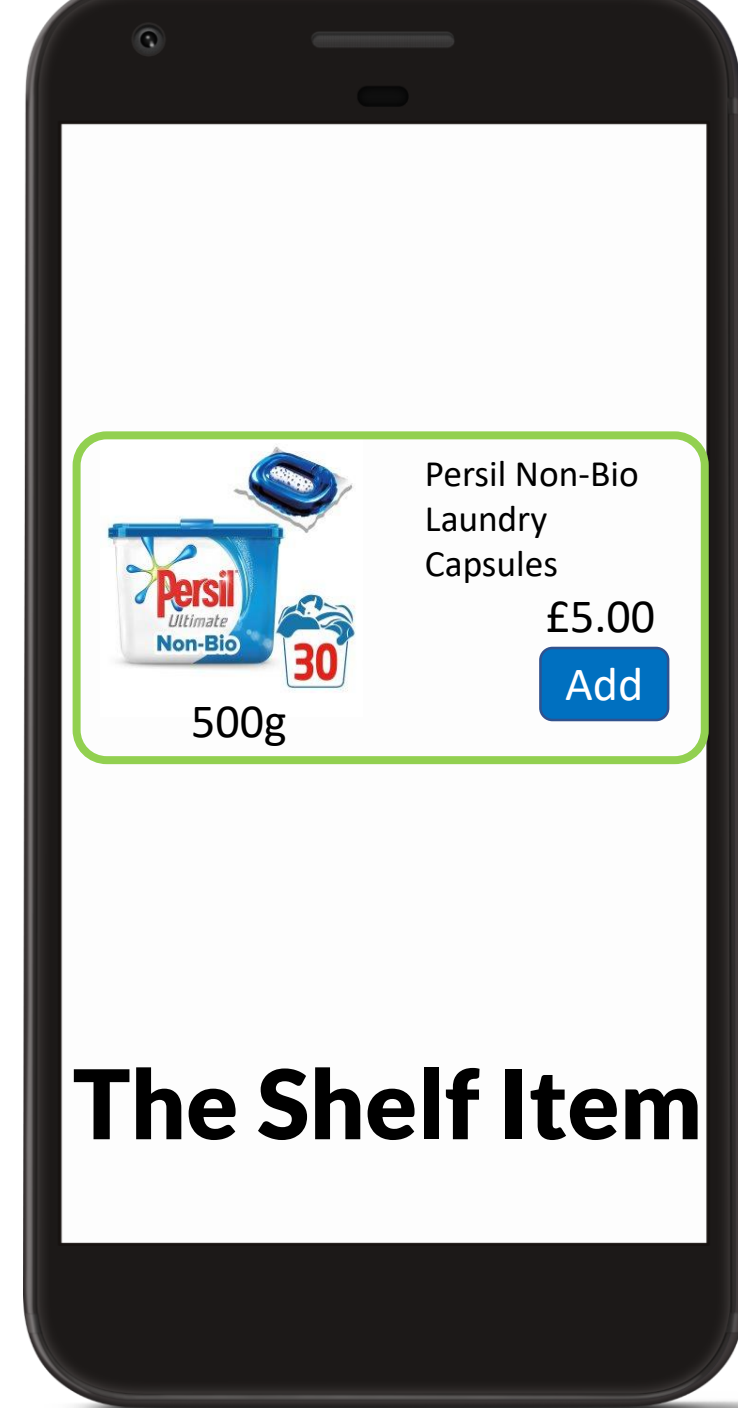 Persil
Ultimate
Non-Bio
30
500g
Persil Non-Bio
Laundry
Capsules
£5.00
Add
The Shelf Item